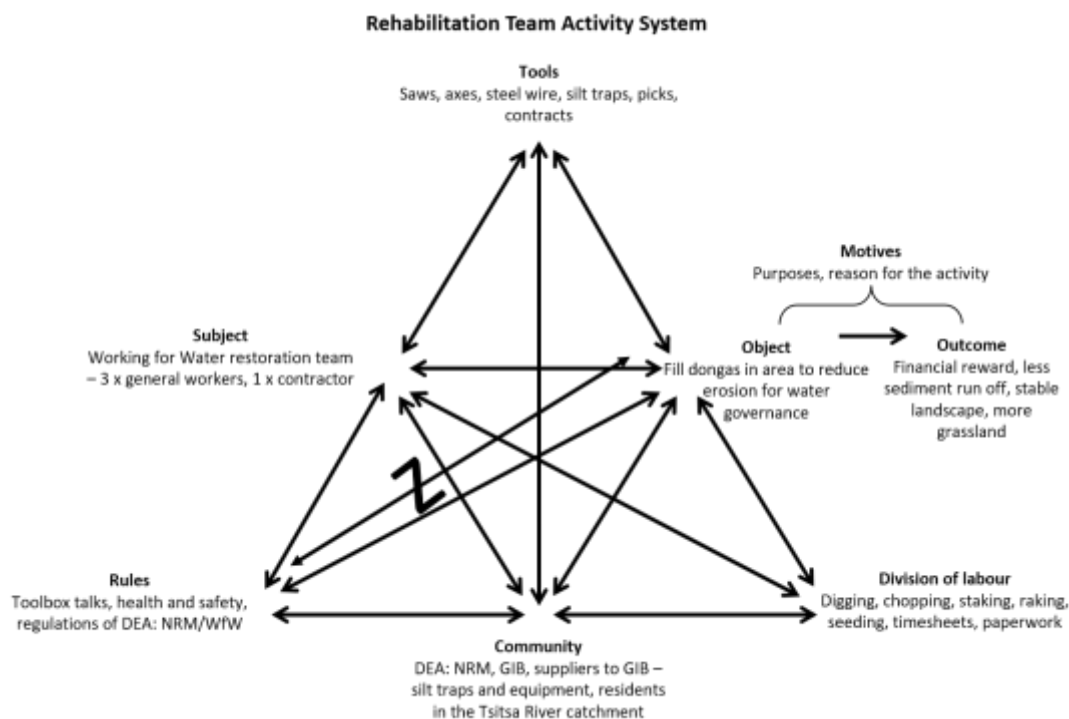 Rehabilitation Team Activity System
Tools
Saws, axes, steel wire, silt traps, picks,
contracts
Motives
Purposes, reason for the activity
Subject
Working for Water restoration team
– 3 x general workers, 1 x contractor
Object
Fill dongas in area to reduce
erosion for water
governance
Outcome
Financial reward, less
sediment run off, stable
landscape, more
grassland
Rules
Toolbox talks, health and safety,
regulations of DEA: NRM/WfW
Division of labour
Digging, chopping, staking, raking,
seeding, timesheets, paperwork
Community
DEA: NRM, GIB, suppliers to GIB –
silt traps and equipment, residents
in the Tsitsa River catchment